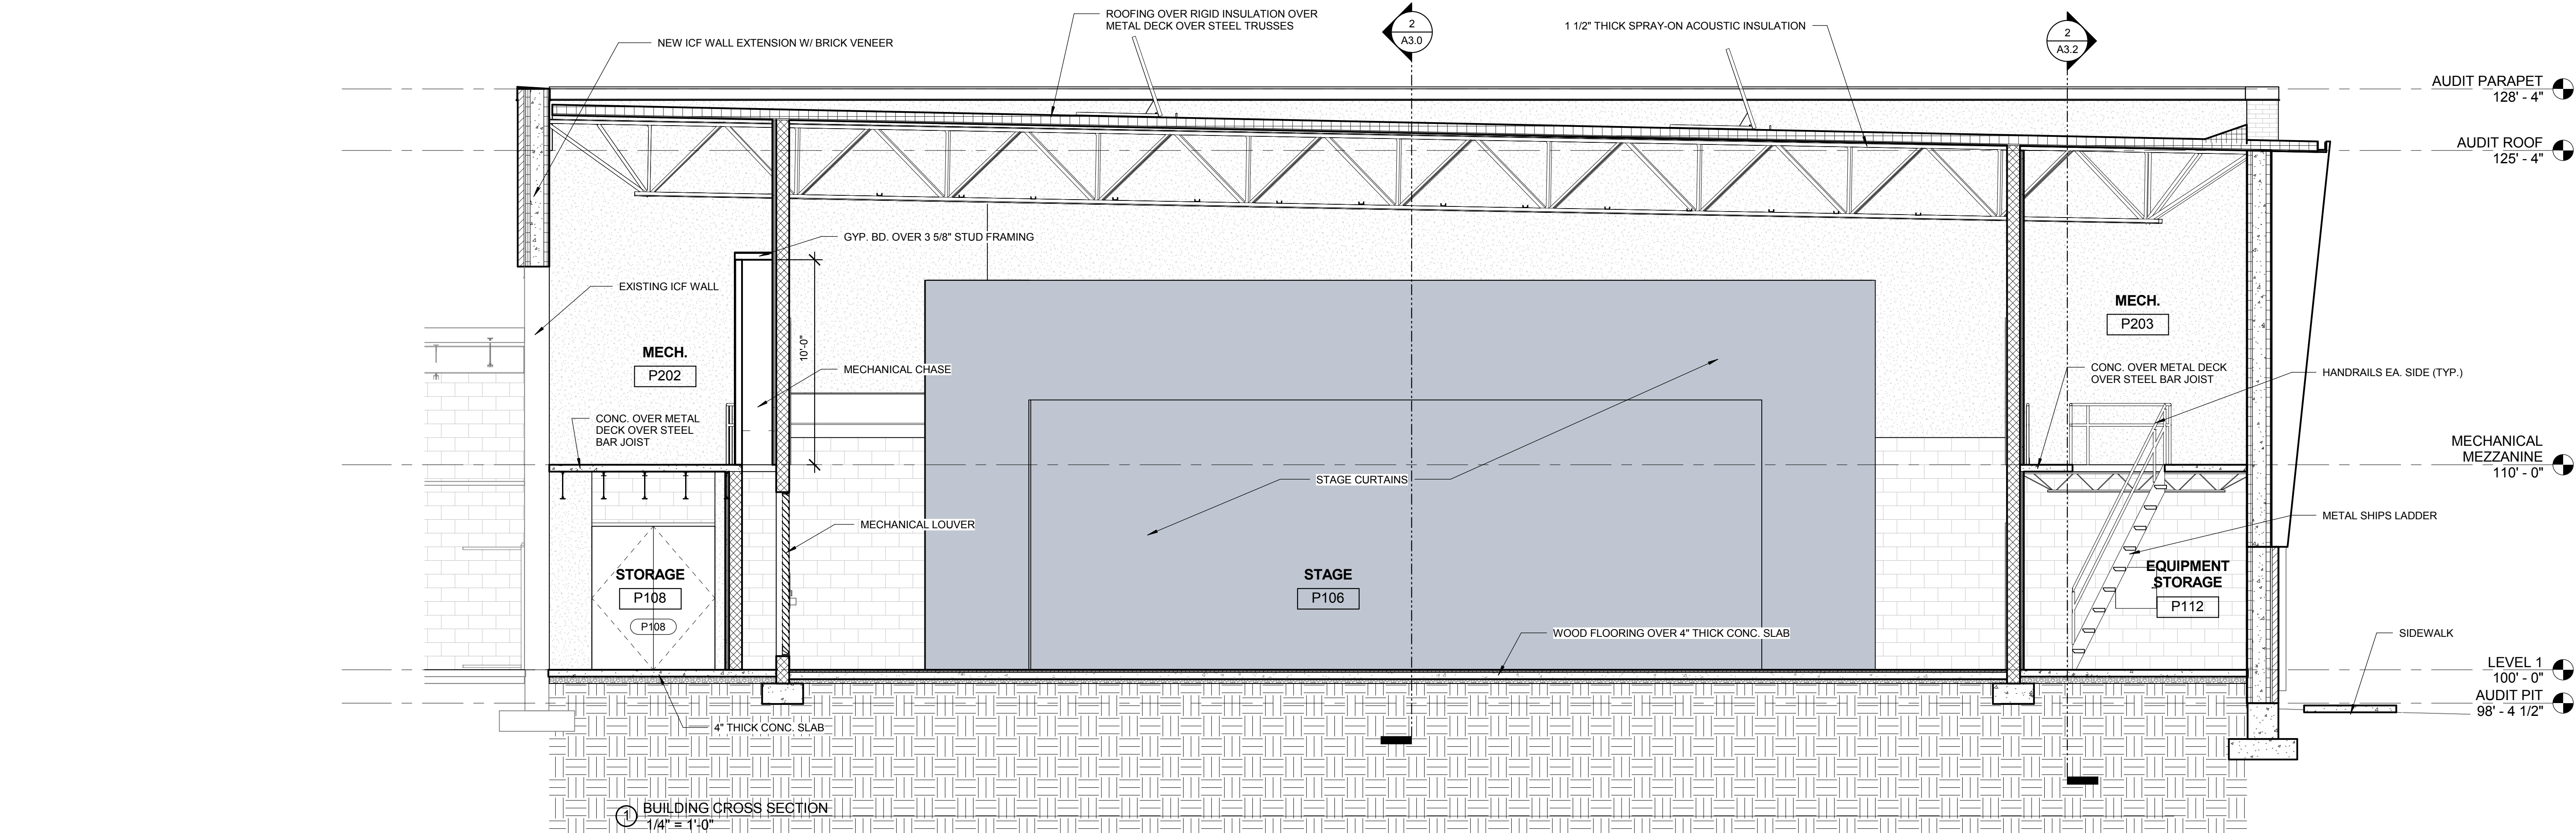 ROOFING OVER RIGID INSULATION OVER
METAL DECK OVER STEEL TRUSSES
2
A3.0
1 1/2" THICK SPRAY-ON ACOUSTIC INSULATION
2
A3.2
NEW ICF WALL EXTENSION W/ BRICK VENEER
AUDIT PARAPET
128' - 4"
AUDIT ROOF
125' - 4"
GYP. BD. OVER 3 5/8" STUD FRAMING
EXISTING ICF WALL
MECH.
P202
10'-0"
MECHANICAL CHASE
MECH.
P203
CONC. OVER METAL DECK
OVER STEEL BAR JOIST
HANDRAILS EA. SIDE (TYP.)
CONC. OVER METAL
DECK OVER STEEL
BAR JOIST
MECHANICAL
MEZZANINE
110' - 0"
STAGE CURTAINS
MECHANICAL LOUVER
METAL SHIPS LADDER
STORAGE
P108
P108
STAGE
P106
EQUIPMENT
STORAGE
P112
WOOD FLOORING OVER 4" THICK CONC. SLAB
SIDEWALK
LEVEL 1
100' - 0"
AUDIT PIT
98' - 4 1/2"
4" THICK CONC. SLAB
1
BUILDING CROSS SECTION
1/4" = 1'-0"